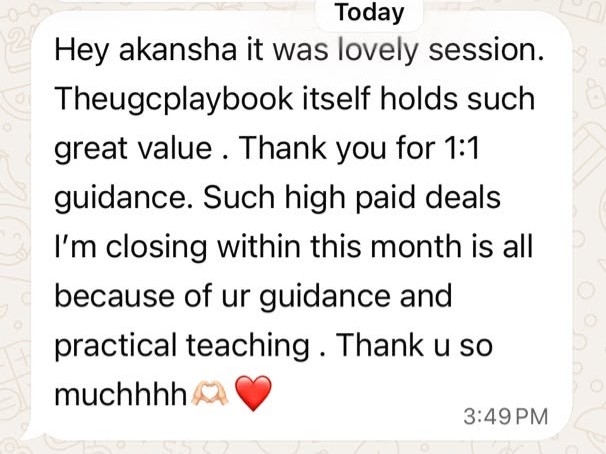 Today
Hey akansha it was lovely session.
Theugcplaybook itself holds such
great value . Thank you for 1:1
guidance. Such high paid deals
I’m closing within this month is all
because of ur guidance and
practical teaching . Thank u so
muchhhh🫶🏻❤️
3:49 PM